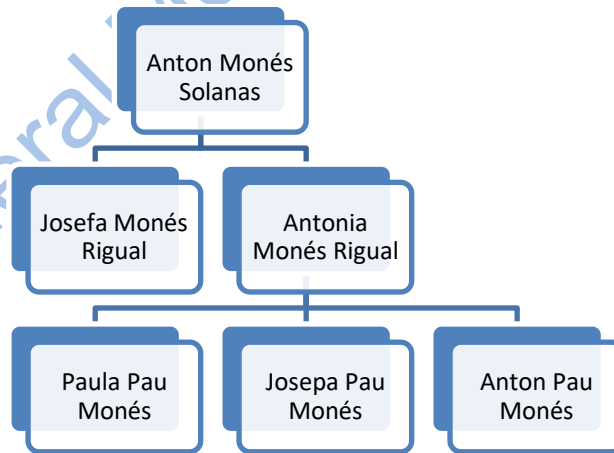 Anton Monés
Solanas
Josefa Monés
Rigual
Antonia
Monés Rigual
Paula Pau
Monés
Josepa Pau
Monés
Anton Pau
Monés